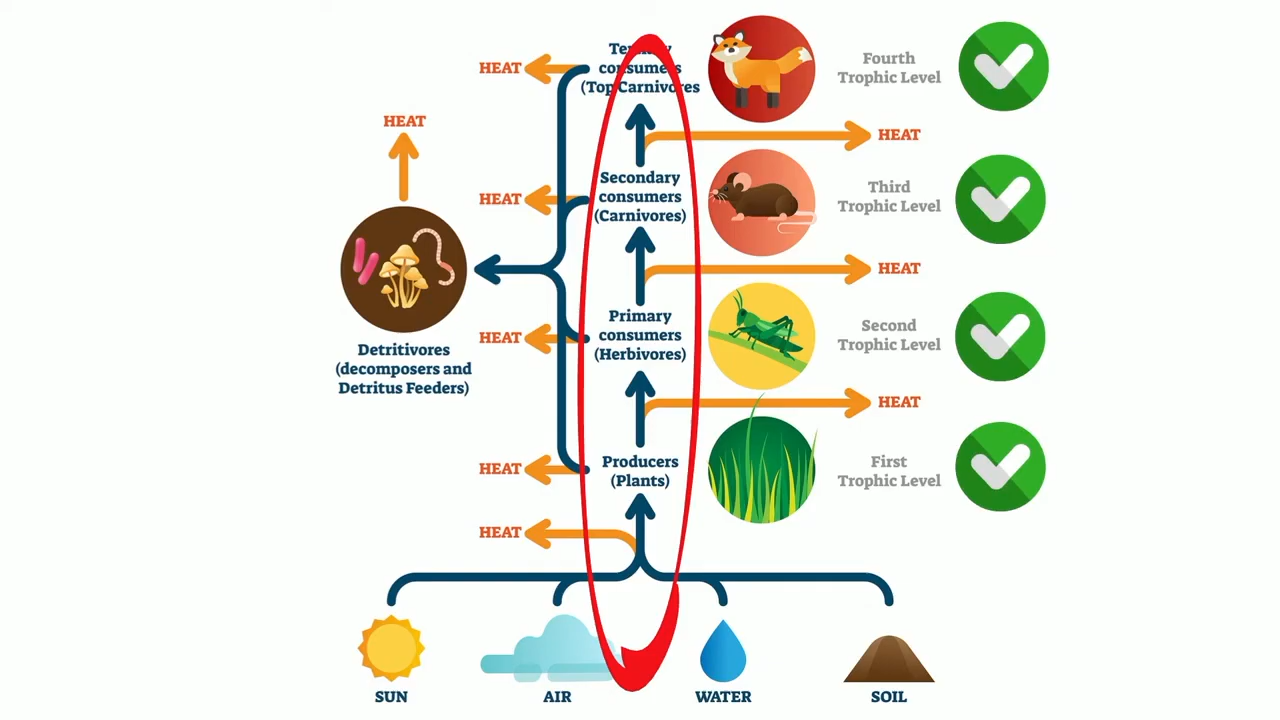 HEAT
consumers
(Top Carnivores
Fourth
Trophic Level
HEAT
HEAT
Secondary
consumers
(Carnivores)
HEAT
Third
Trophic Level
HEAT
Primary
consumers
(Herbivores)
HEAT
Second
Trophic Level
Detritivores
(decomposers and
Detritus Feeders)
HEAT
Producers
(Plants)
HEAT
First
Trophic Level
HEAT
SUN
AIR
WATER
SOIL